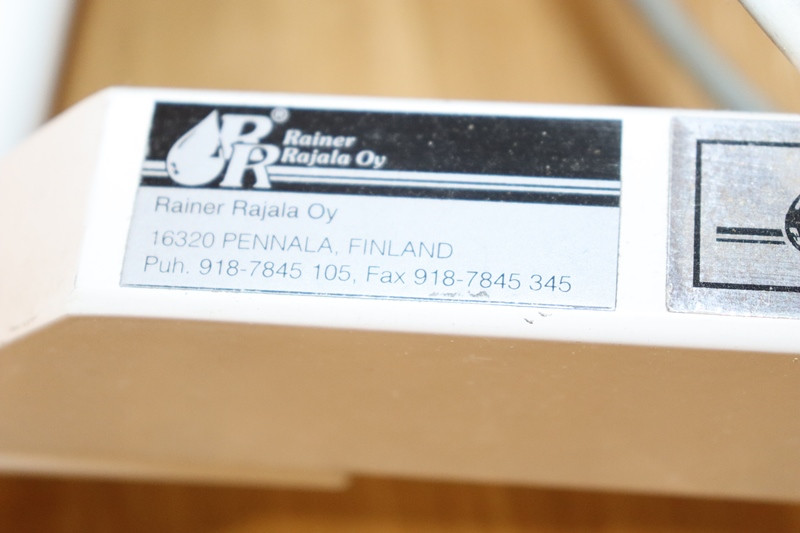 RR® Rainer
Rajala Oy
Rainer Rajala Oy
16320 PENNALA, FINLAND
Puh. 918-7845 105, Fax 918-7845 345